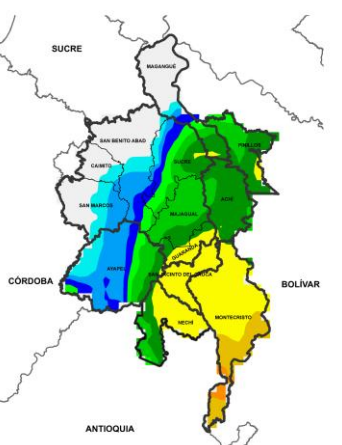 SUCRE
MAGANGUÉ
SAN BENITO ABAD
CAIMITO
SUCRE
PINILLOS
SAN MARCOS
ACHÍ
MAJAGUAL
GUARANDA
AYAPEL
SAN JACINTO DEL CAUCA
CÓRDOBA
BOLÍVAR
NECHÍ
MONTECRISTO
ANTIOQUIA